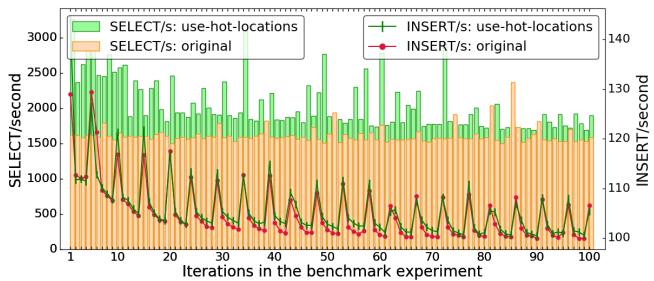 SELECT/s: use-hot-locations
SELECT/s: original
INSERT/s: use-hot-locations
INSERT/s: original
SELECT/second
3000
2500
2000
1500
1000
500
0
140
130
120
110
100
INSERT/second
1 10 20 30 40 50 60 70 80 90 100
Iterations in the benchmark experiment